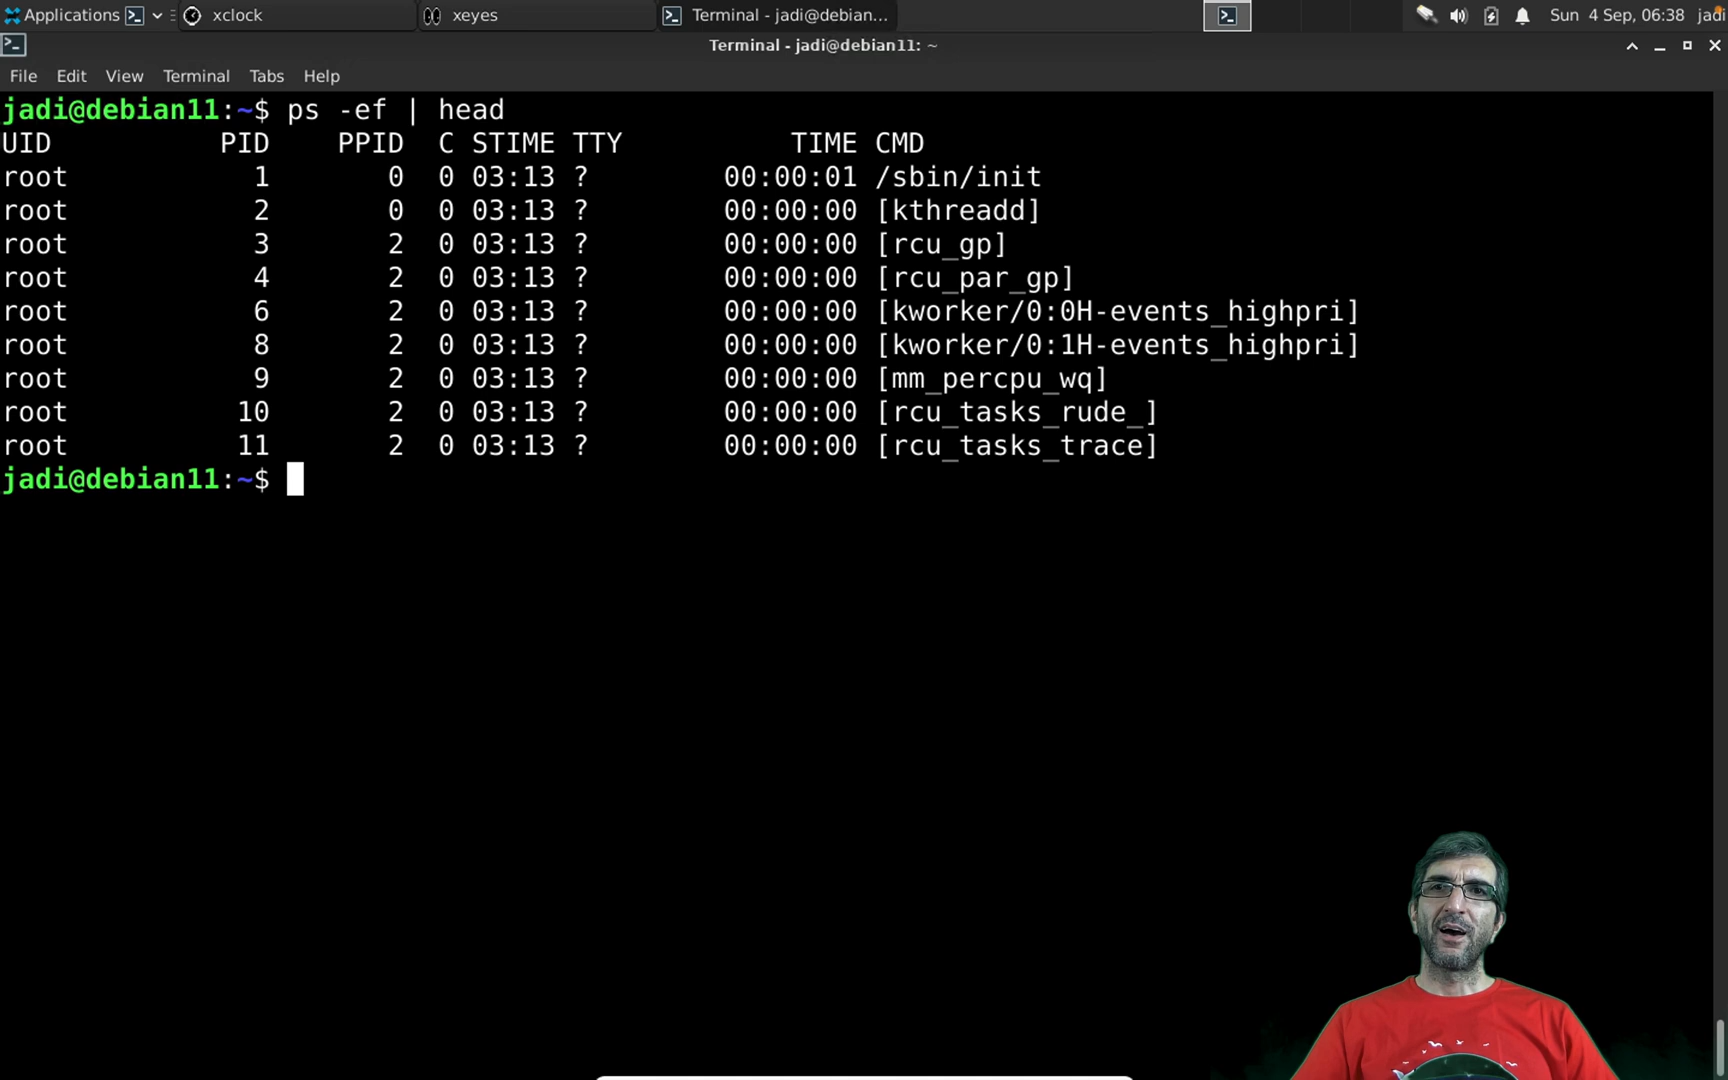 Applications xclock xeyes Terminal - jadi@debian... Sun 4 Sep, 06:38 jadi
Terminal - jadi@debian11: ~
File Edit View Terminal Tabs Help
jadi@debian11:~$ ps -ef | head
UID PID PPID C STIME TTY TIME CMD
root 1 0 0 03:13 ? 00:00:01 /sbin/init
root 2 0 0 03:13 ? 00:00:00 [kthreadd]
root 3 2 0 03:13 ? 00:00:00 [rcu_gp]
root 4 2 0 03:13 ? 00:00:00 [rcu_par_gp]
root 6 2 0 03:13 ? 00:00:00 [kworker/0:0H-events_highpri]
root 8 2 0 03:13 ? 00:00:00 [kworker/0:1H-events_highpri]
root 9 2 0 03:13 ? 00:00:00 [mm_percpu_wq]
root 10 2 0 03:13 ? 00:00:00 [rcu_tasks_rude_]
root 11 2 0 03:13 ? 00:00:00 [rcu_tasks_trace]
jadi@debian11:~$